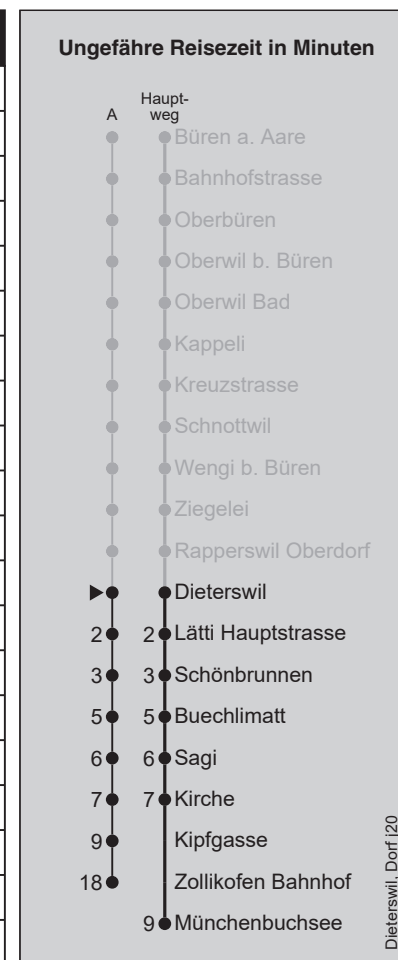 Ungefähre Reisezeit in Minuten
A
Haupt-
weg
Büren a. Aare
Bahnhofstrasse
Oberbüren
Oberwil b. Büren
Oberwil Bad
Kappeli
Kreuzstrasse
Schnottwil
Wengi b. Büren
Ziegelei
Rapperswil Oberdorf
Dieterswil
2 2 Lätti Hauptstrasse
3 3 Schönbrunnen
5 5 Buechlimatt
6 6 Sagi
7 7 Kirche
9 Kipfgasse
18 Zollikofen Bahnhof
9 Münchenbuchsee
Dieterswil, Dorf j20